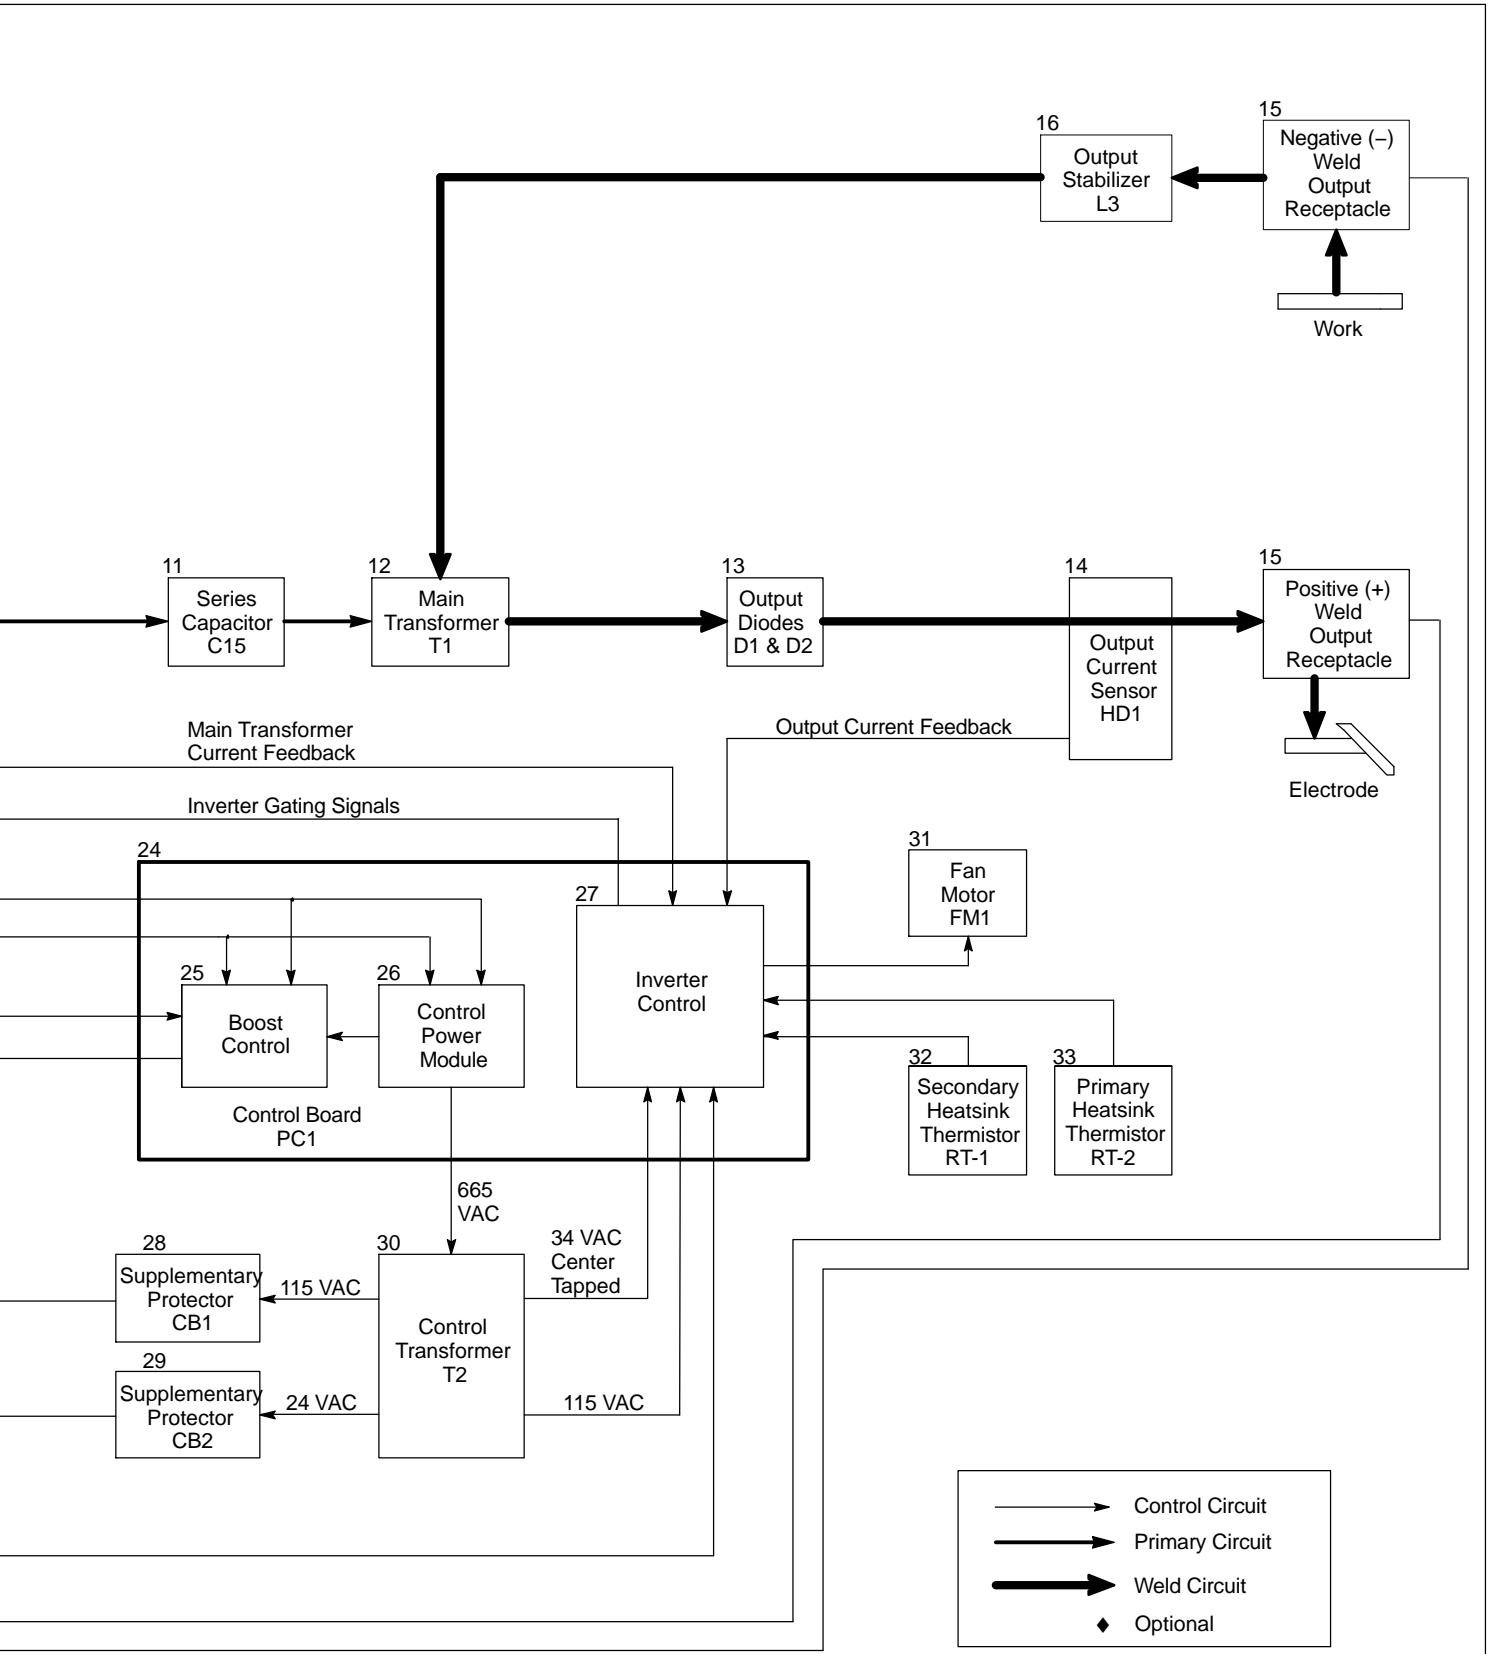 15
Negative (–)
Weld
Output
Receptacle
16
Output
Stabilizer
L3
Work
11
Series
Capacitor
C15
12
Main
Transformer
T1
13
Output
Diodes
D1 & D2
14
Output
Current
Sensor
HD1
15
Positive (+)
Weld
Output
Receptacle
Electrode
Main Transformer
Current Feedback
Output Current Feedback
Inverter Gating Signals
24
27
Inverter
Control
31
Fan
Motor
FM1
25
Boost
Control
26
Control
Power
Module
Control Board
PC1
32
Secondary
Heatsink
Thermistor
RT-1
33
Primary
Heatsink
Thermistor
RT-2
665
VAC
28
Supplementary
Protector
CB1
115 VAC
30
Control
Transformer
T2
34 VAC
Center
Tapped
29
Supplementary
Protector
CB2
24 VAC
115 VAC
Control Circuit
Primary Circuit
Weld Circuit
Optional